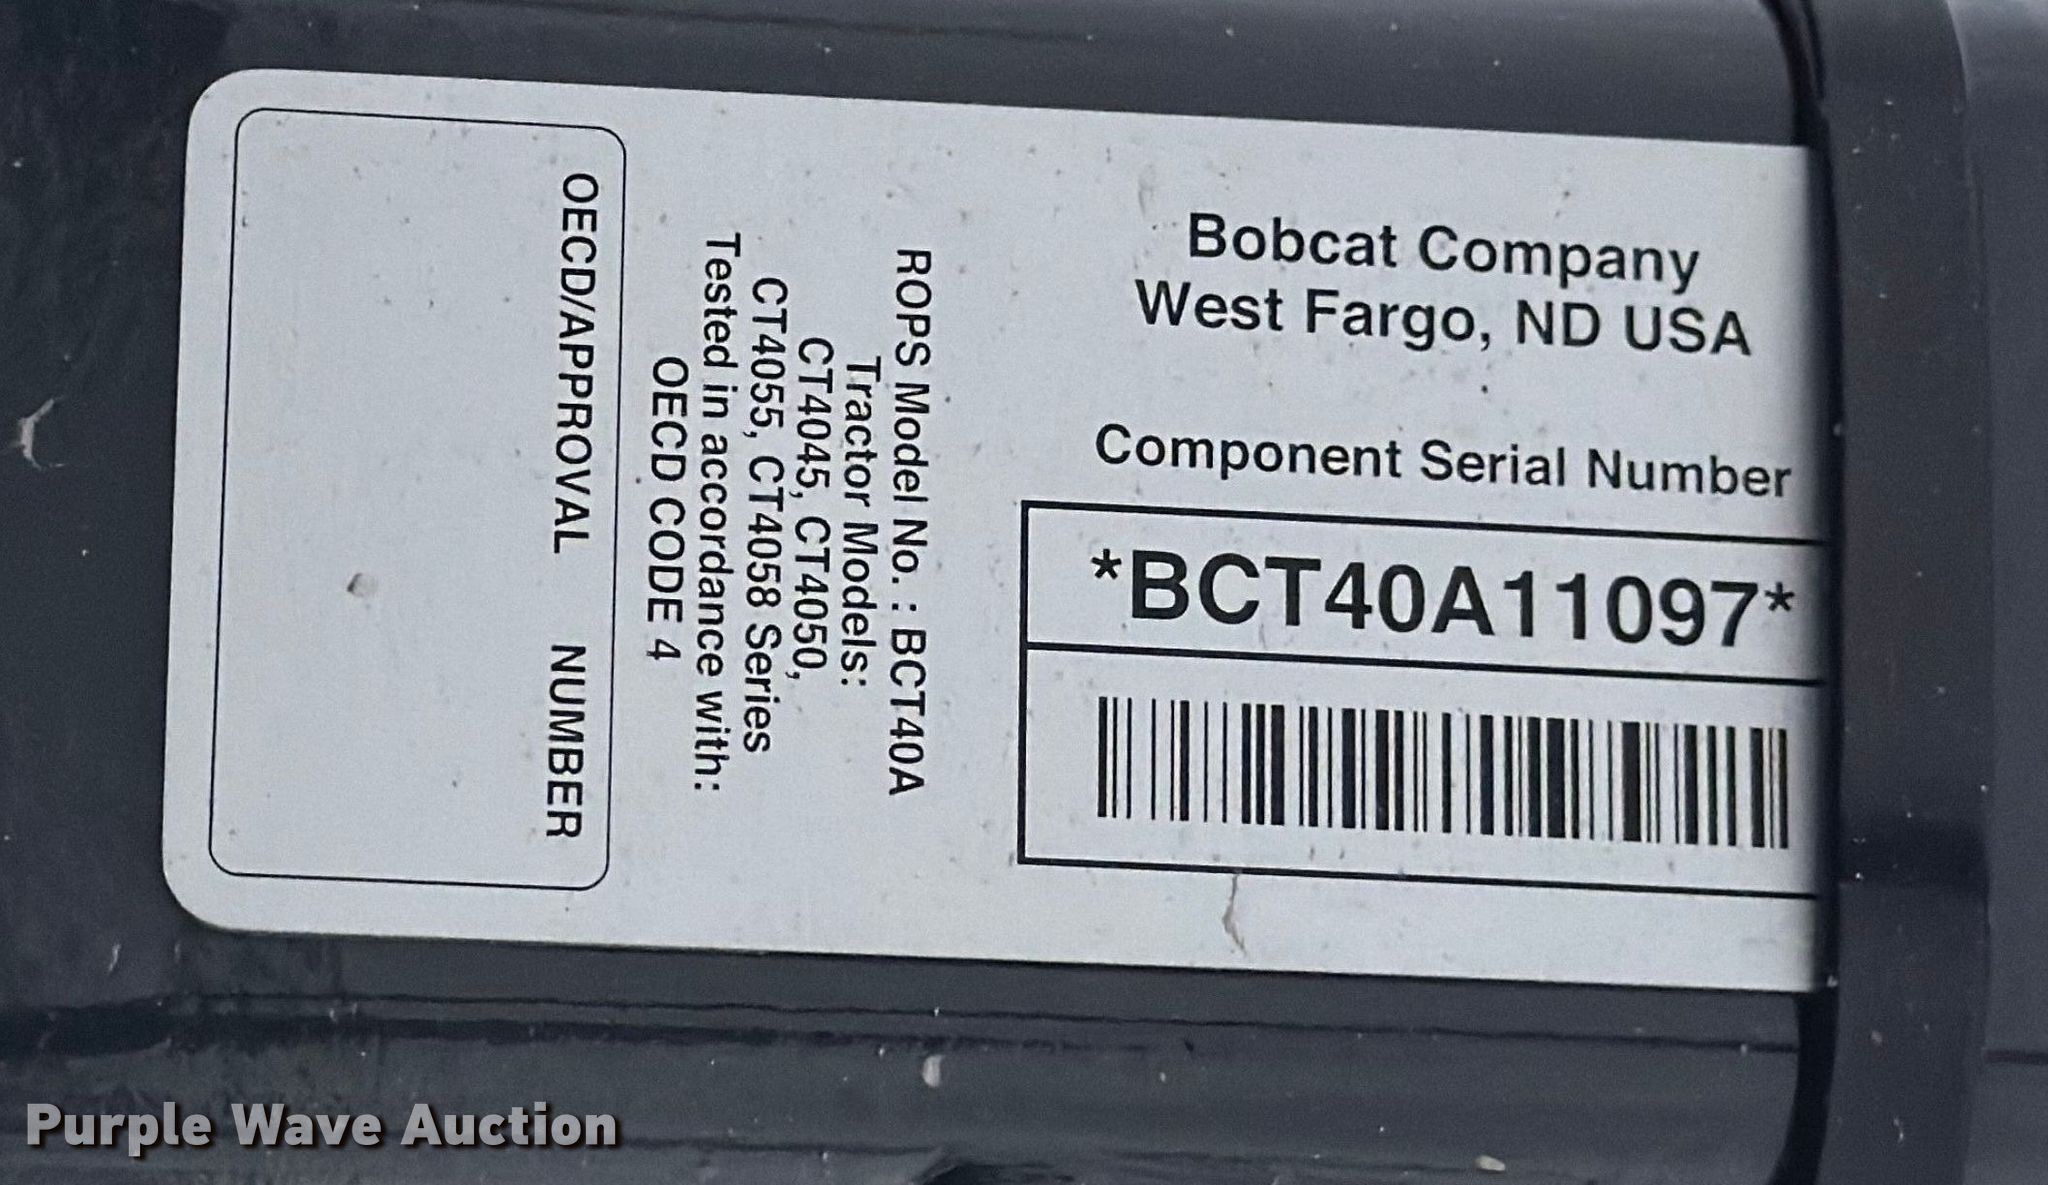 Bobcat Company
West Fargo, ND USA
Component Serial Number
*BCT40A11097*
ROPS Model No. : BCT40A
Tractor Models:
CT4045, CT4050,
CT4055, CT4058 Series
Tested in accordance with:
OECD CODE 4
OECD/APPROVAL NUMBER
Purple Wave Auction